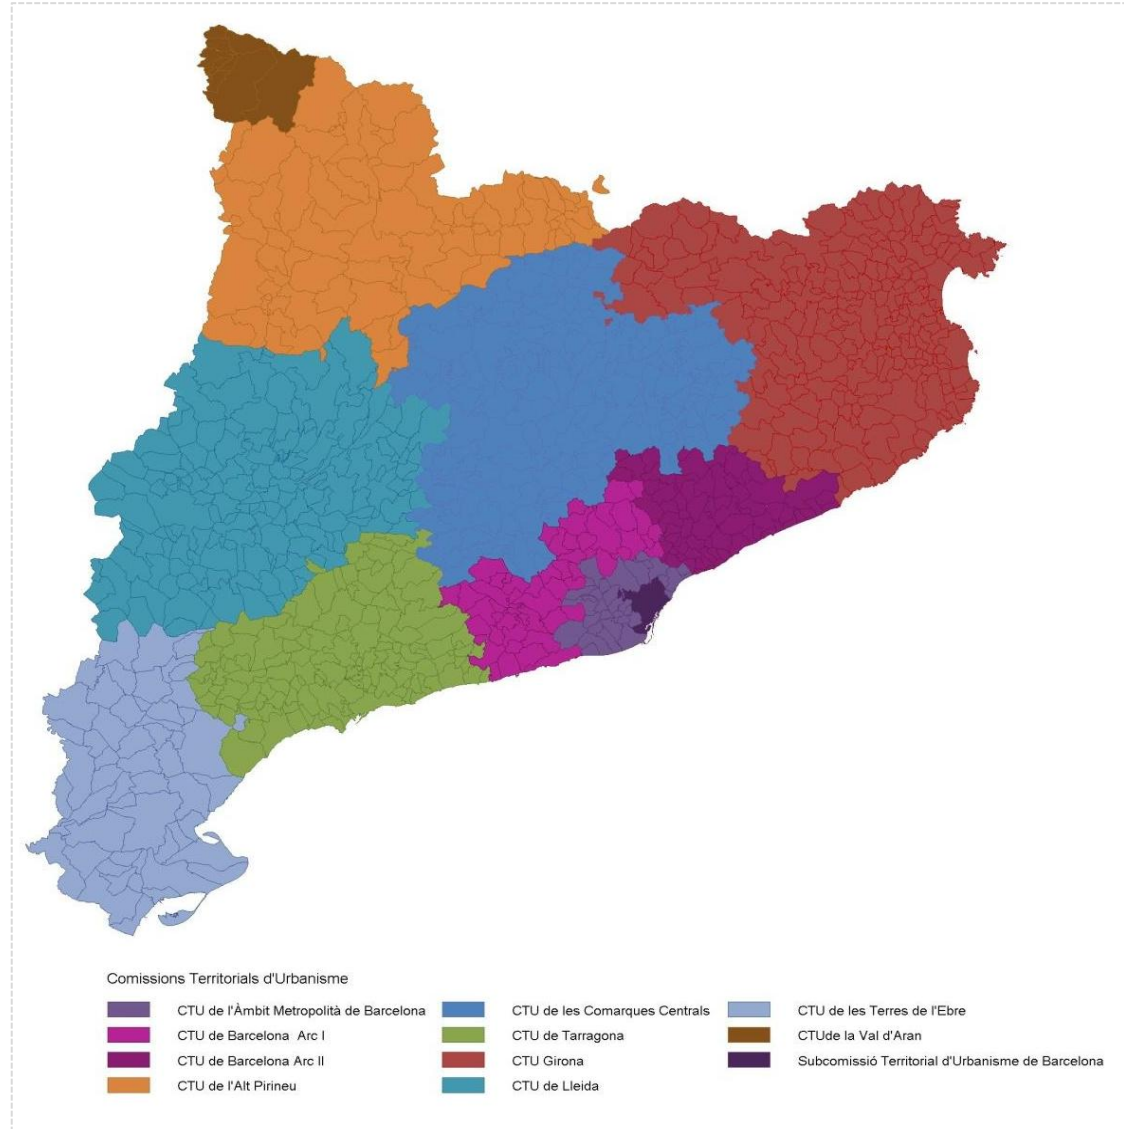 Comissions Territorials d'Urbanisme
CTU de l'Àmbit Metropolità de Barcelona
CTU de Barcelona Arc I
CTU de Barcelona Arc II
CTU de l'Alt Pirineu
CTU de les Comarques Centrals
CTU de Tarragona
CTU Girona
CTU de Lleida
CTU de les Terres de l'Ebre
CTUde la Val d'Aran
Subcomissió Territorial d'Urbanisme de Barcelona